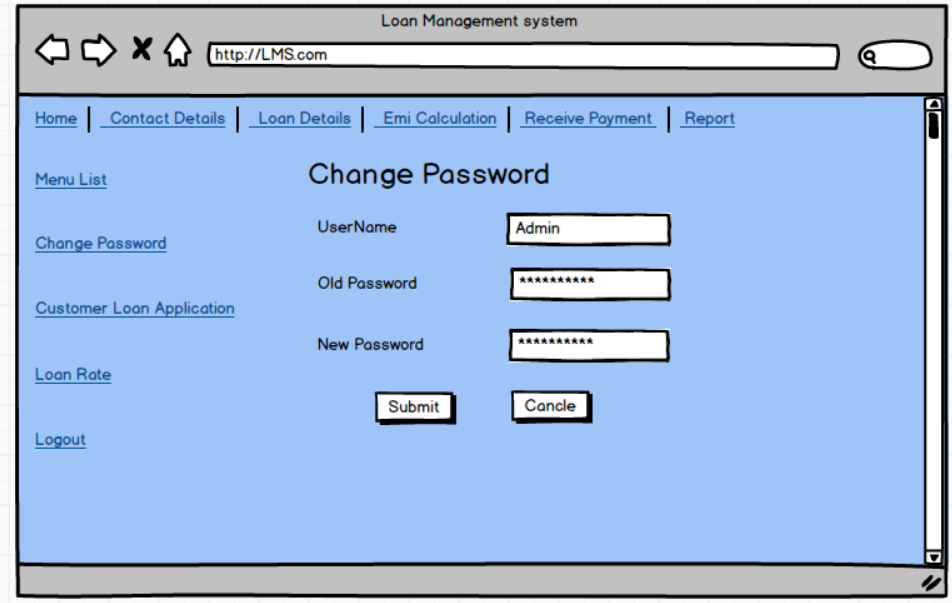 Loan Management system
http://LMS.com
Home Contact Details Loan Details Emi Calculation Receive Payment Report
Menu List
Change Password
Customer Loan Application
Loan Rate
Logout
Change Password
UserName Admin
Old Password **********
New Password **********
Submit Cancle